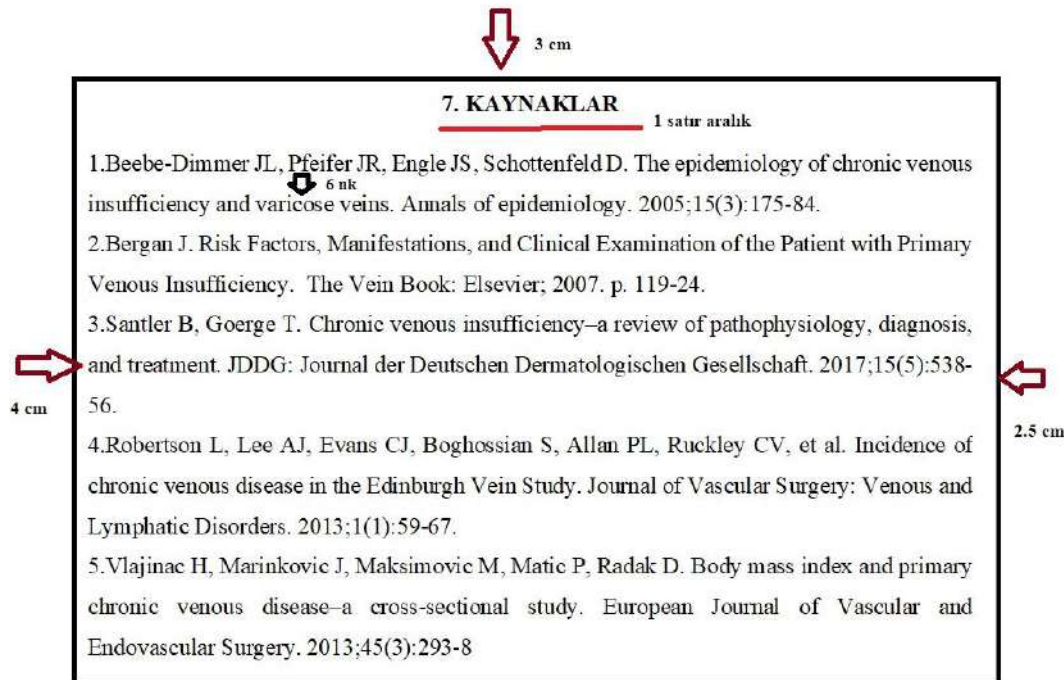 3 cm
7. KAYNAKLAR
1 satır aralık
1.Beebe-Dimmer JL, Pfeifer JR, Engle JS, Schottenfeld D. The epidemiology of chronic venous
6 nk
insufficiency and varicose veins. Annals of epidemiology. 2005;15(3):175-84.
2.Bergan J. Risk Factors, Manifestations, and Clinical Examination of the Patient with Primary
Venous Insufficiency. The Vein Book: Elsevier; 2007. p. 119-24.
3.Santler B, Goerge T. Chronic venous insufficiency–a review of pathophysiology, diagnosis,
and treatment. JDDG: Journal der Deutschen Dermatologischen Gesellschaft. 2017;15(5):538-
56.
4 cm
2.5 cm
4.Robertson L, Lee AJ, Evans CJ, Boghossian S, Allan PL, Ruckley CV, et al. Incidence of
chronic venous disease in the Edinburgh Vein Study. Journal of Vascular Surgery: Venous and
Lymphatic Disorders. 2013;1(1):59-67.
5.Vlajinac H, Marinkovic J, Maksimovic M, Matic P, Radak D. Body mass index and primary
chronic venous disease–a cross-sectional study. European Journal of Vascular and
Endovascular Surgery. 2013;45(3):293-8